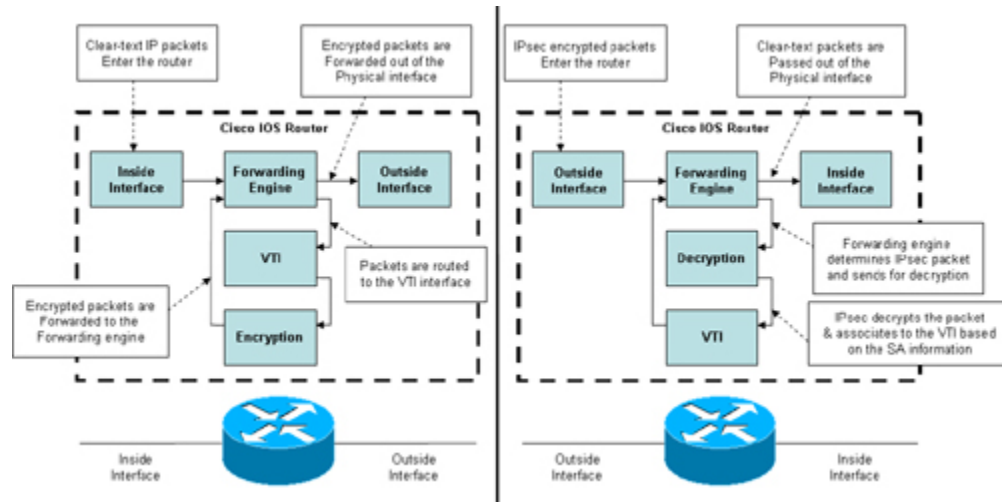 Clear-text IP packets
Enter the router
Encrypted packets are
Forwarded out of the
Physical interface
Cisco IOS Router
Inside
Interface
Forwarding
Engine
Outside
Interface
VTI
Packets are routed
to the VTI interface
Encrypted packets are
Forwarded to the
Forwarding engine
Encryption
Inside
Interface
Outside
Interface
IPsec encrypted packets
Enter the router
Clear-text packets are
Passed out of the
Physical interface
Cisco IOS Router
Outside
Interface
Forwarding
Engine
Inside
Interface
Decryption
Forwarding engine
determines IPsec packet
and sends for decryption
VTI
IPsec decrypts the packet
& associates to the VTI based
on the SA information
Outside
Interface
Inside
Interface